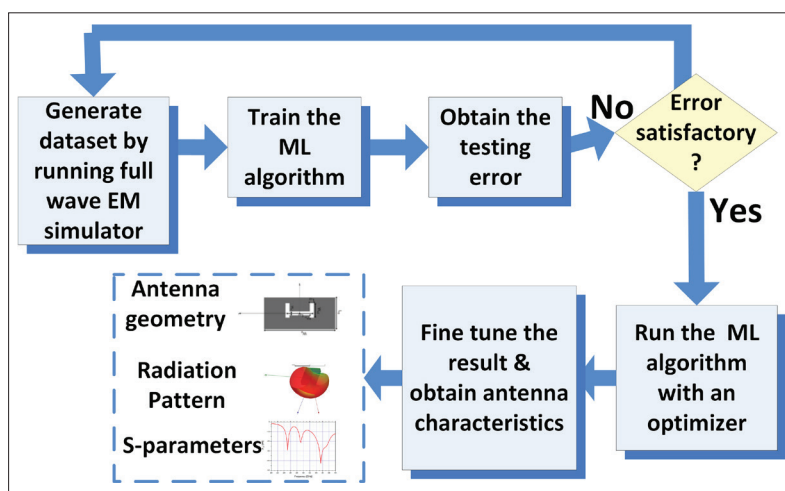 Generate
dataset by
running full
wave EM
simulator
Train the
ML
algorithm
Obtain the
testing
error
No
Error
satisfactory
?
Yes
Run the ML
algorithm
with an
optimizer
Fine tune the
result &
obtain antenna
characteristics
Antenna
geometry
Radiation
Pattern
S-parameters